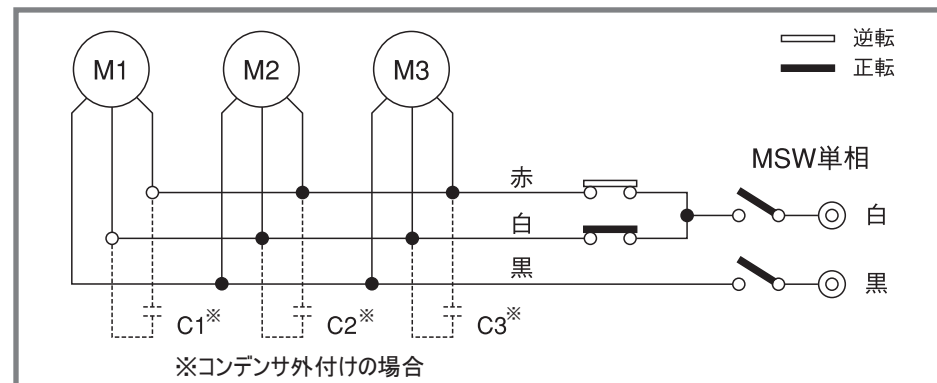 M1
M2
M3
逆転
正転
MSW単相
赤
白
黒
白
黒
C1※
C2※
C3※
※コンデンサ外付けの場合